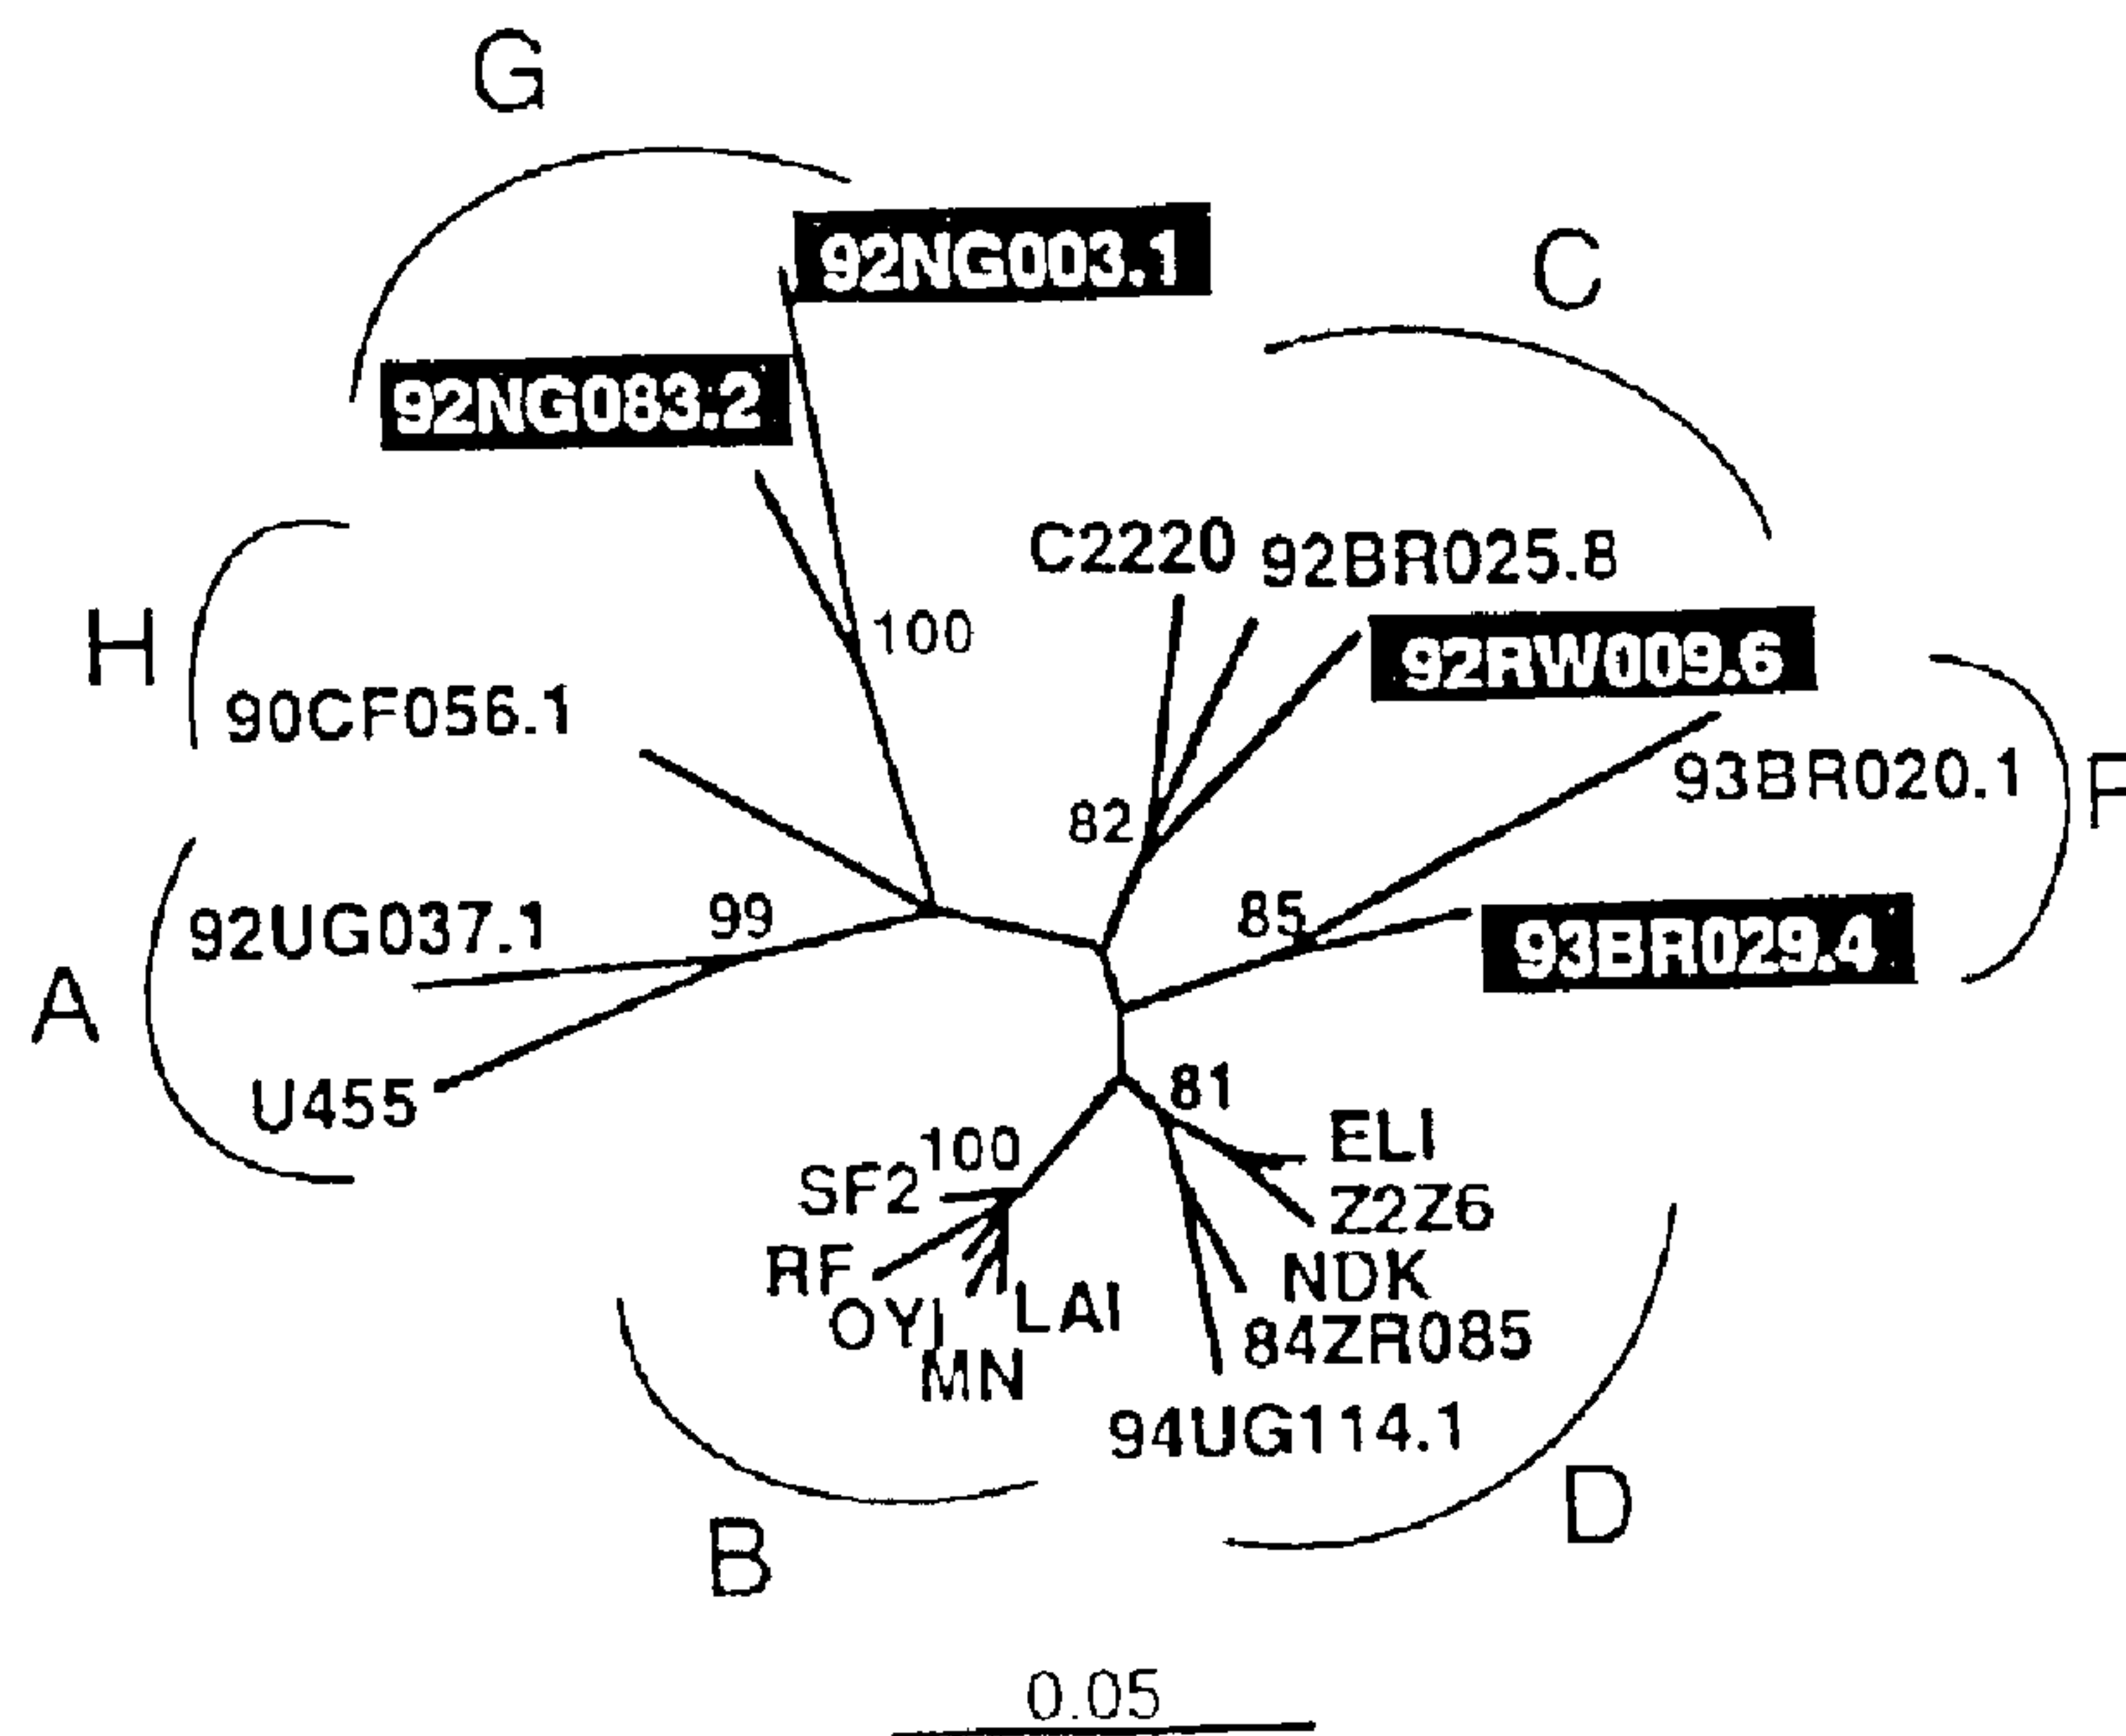 G
92NG003.1
C
92NG083.2
C2220
92BR025.8
H
100
92RW009.6
90CF056.1
93BR020.1
F
82
99
85
92UG037.1
93BR029.4
A
81
U455
ELI
100
SF2
Z2Z6
RF
NDK
OYI
LAI
84ZR085
MN
94UG114.1
D
B
0.05